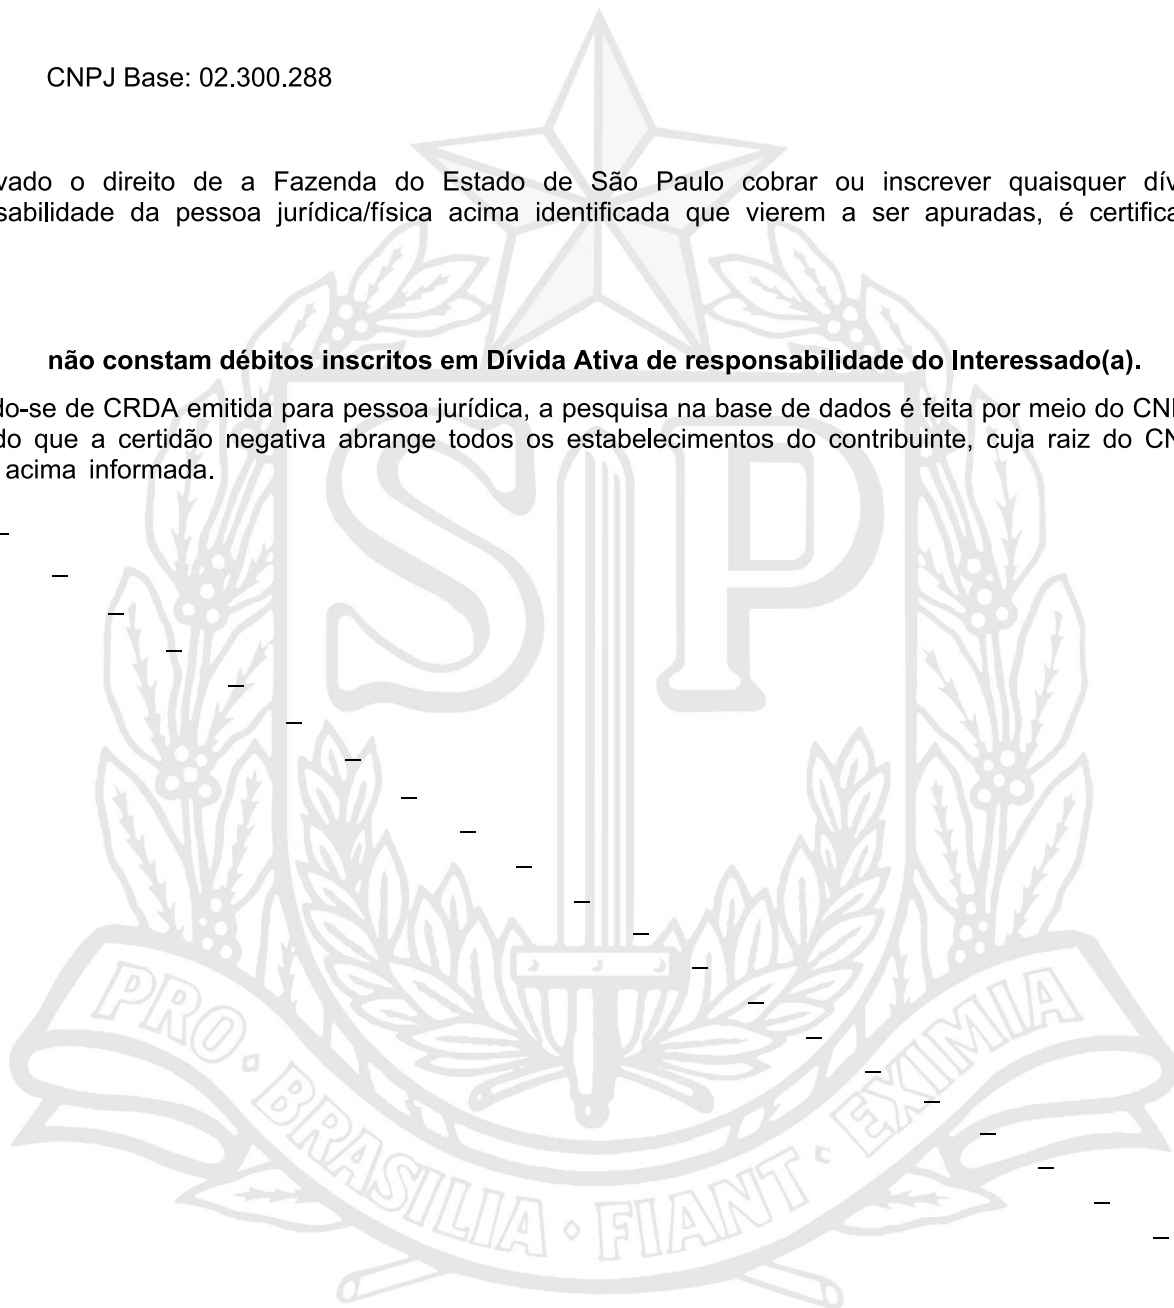 CNPJ Base: 02.300.288
vado o direito de a Fazenda do Estado de São Paulo cobrar ou inscrever quaisquer dív
sabilidade da pessoa jurídica/física acima identificada que vierem a ser apuradas, é certifica
não constam débitos inscritos em Dívida Ativa de responsabilidade do Interessado(a).
do-se de CRDA emitida para pessoa jurídica, a pesquisa na base de dados é feita por meio do CN
do que a certidão negativa abrange todos os estabelecimentos do contribuinte, cuja raiz do CN
acima informada.
SP
PRO • BRASILIA • FIANT • EXIMIA